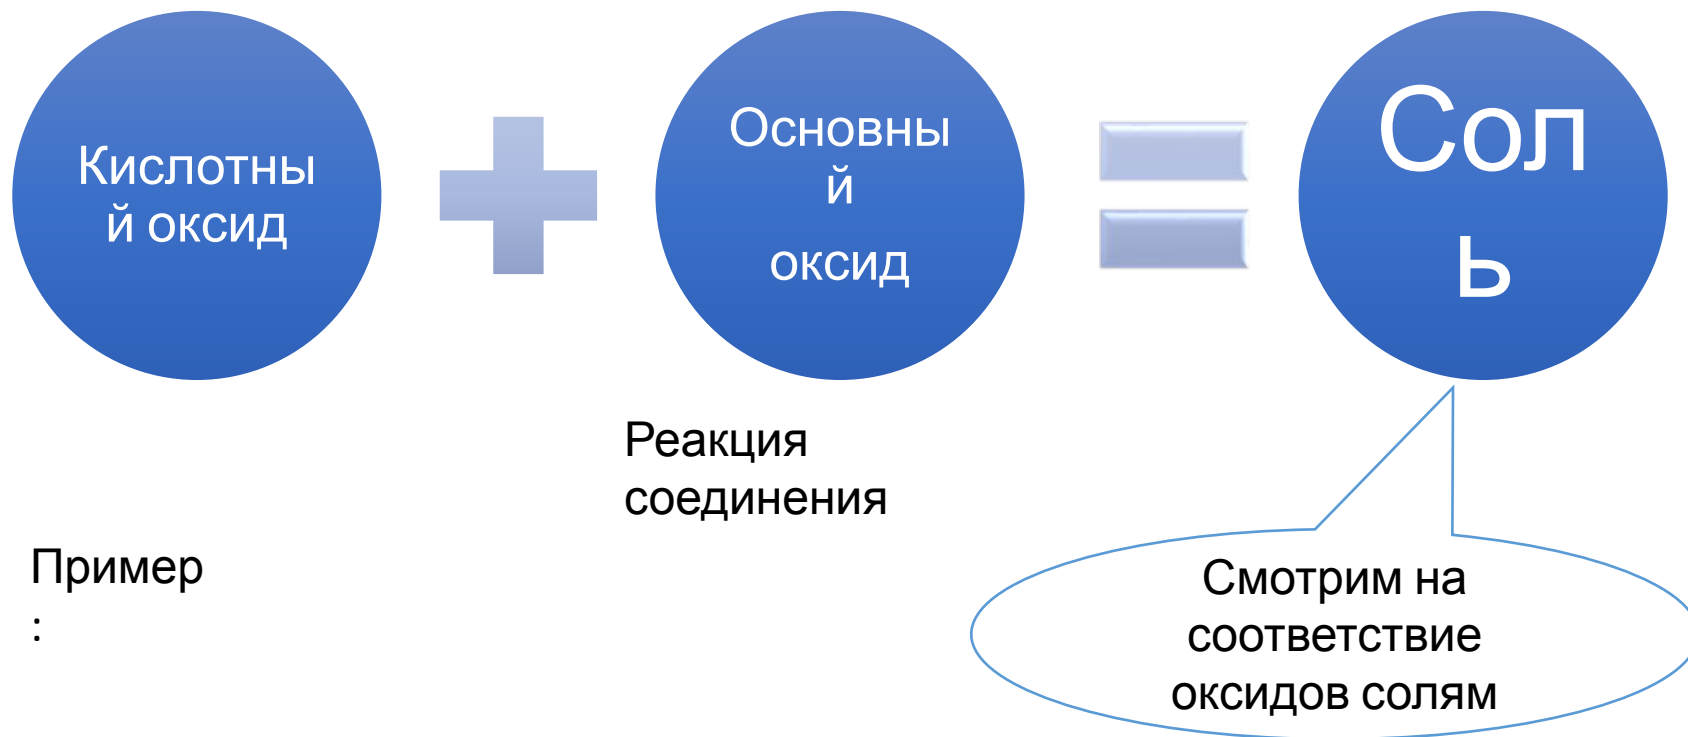 Кислотны
й оксид
Основны
й
оксид
Сол
ь
Реакция
соединения
Пример
:
Смотрим на
соответствие
оксидов солям